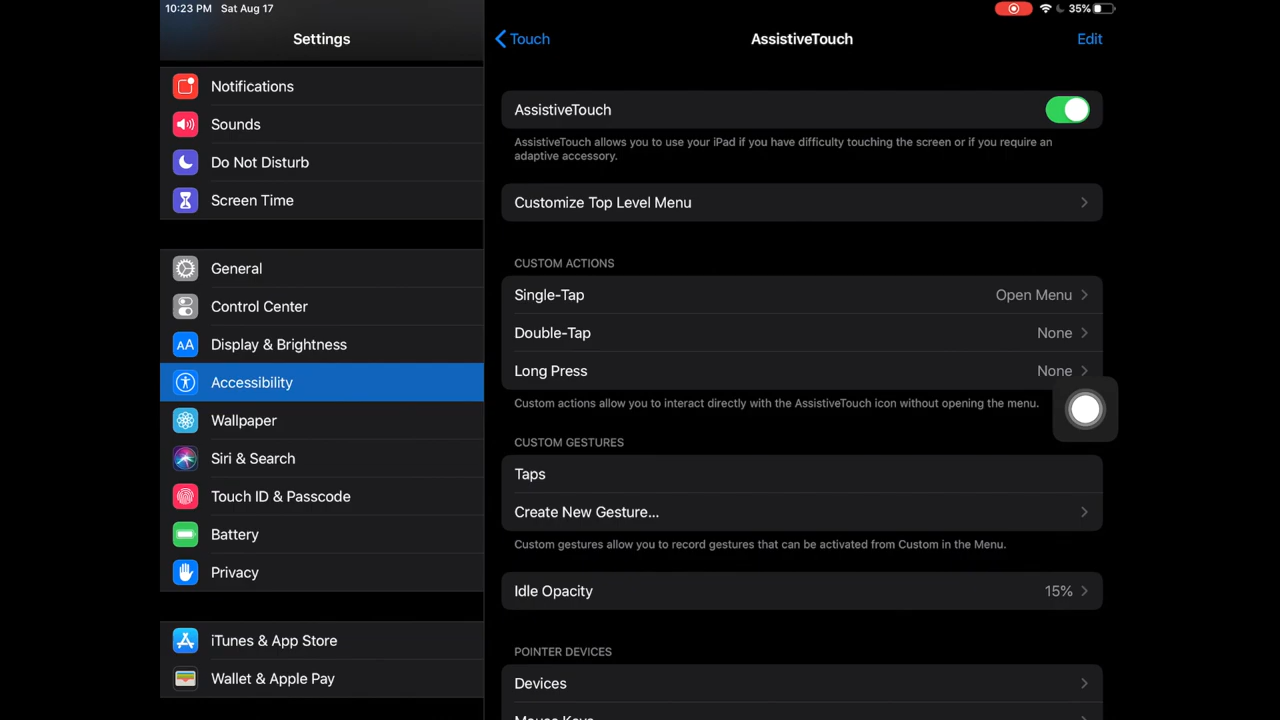 10:23 PM Sat Aug 17
35%
Settings
Notifications
Sounds
Do Not Disturb
Screen Time
General
Control Center
AA Display & Brightness
Accessibility
Wallpaper
Siri & Search
Touch ID & Passcode
Battery
Privacy
iTunes & App Store
Wallet & Apple Pay
Touch
AssistiveTouch
Edit
AssistiveTouch
AssistiveTouch allows you to use your iPad if you have difficulty touching the screen or if you require an
adaptive accessory.
Customize Top Level Menu
CUSTOM ACTIONS
Single-Tap Open Menu
Double-Tap None
Long Press None
Custom actions allow you to interact directly with the AssistiveTouch icon without opening the menu.
CUSTOM GESTURES
Taps
Create New Gesture...
Custom gestures allow you to record gestures that can be activated from Custom in the Menu.
Idle Opacity 15%
POINTER DEVICES
Devices
Mouse Keys